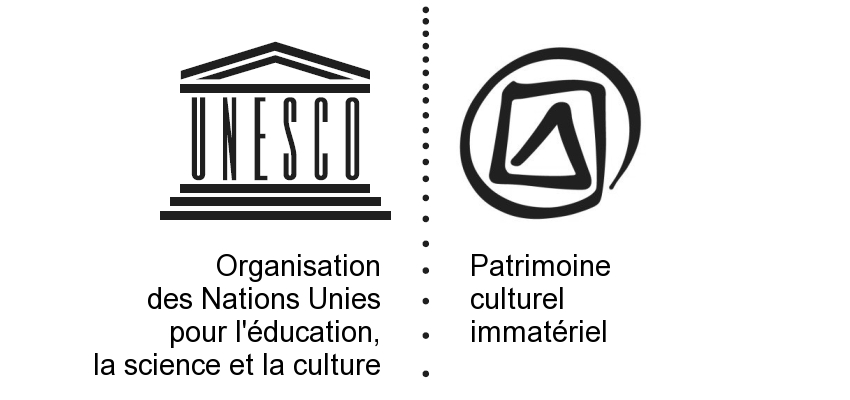 UNESCO
Organisation
des Nations Unies
pour l'éducation,
la science et la culture
Patrimoine
culturel
immatériel